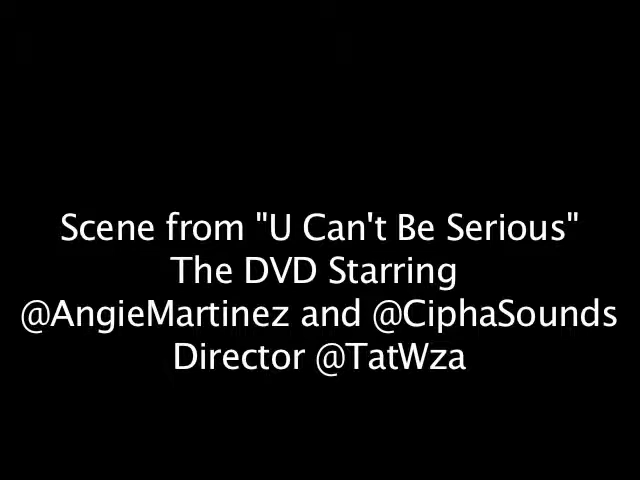 Scene from "U Can't Be Serious"
The DVD Starring
@AngieMartinez and @CiphaSounds
Director @TatWza